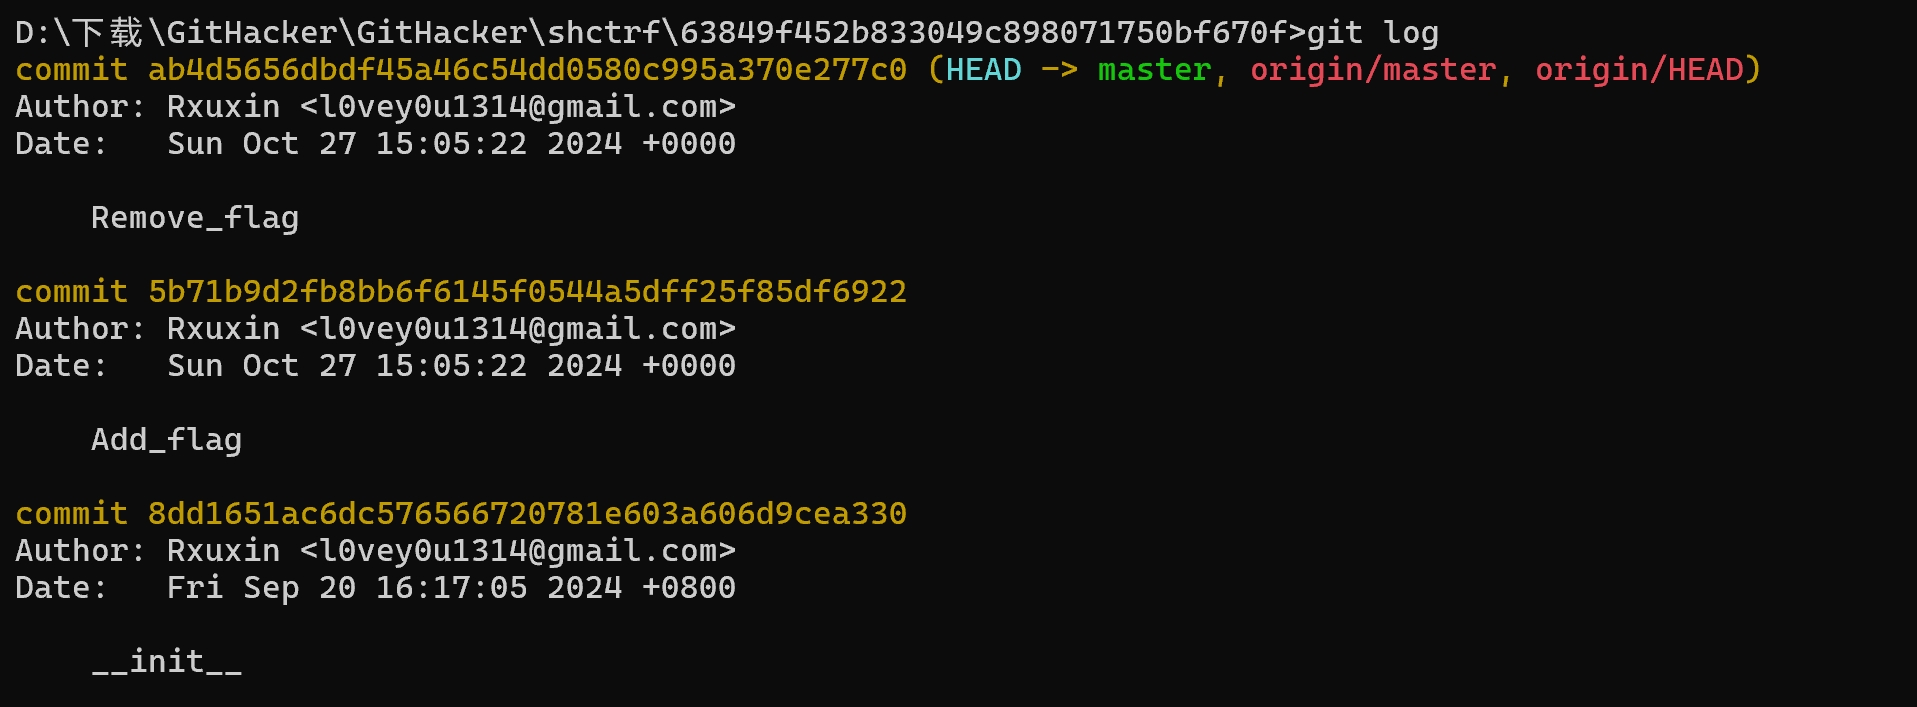 D:\下载\GitHacker\GitHacker\shctrf\63849f452b833049c898071750bf670f>git log
commit ab4d5656dbdf45a46c54dd0580c995a370e277c0 (HEAD -> master, origin/master, origin/HEAD)
Author: Rxuxin <l0vey0u1314@gmail.com>
Date:   Sun Oct 27 15:05:22 2024 +0000
Remove_flag
commit 5b71b9d2fb8bb6f6145f0544a5dff25f85df6922
Author: Rxuxin <l0vey0u1314@gmail.com>
Date:   Sun Oct 27 15:05:22 2024 +0000
Add_flag
commit 8dd1651ac6dc576566720781e603a606d9cea330
Author: Rxuxin <l0vey0u1314@gmail.com>
Date:   Fri Sep 20 16:17:05 2024 +0800
__init__